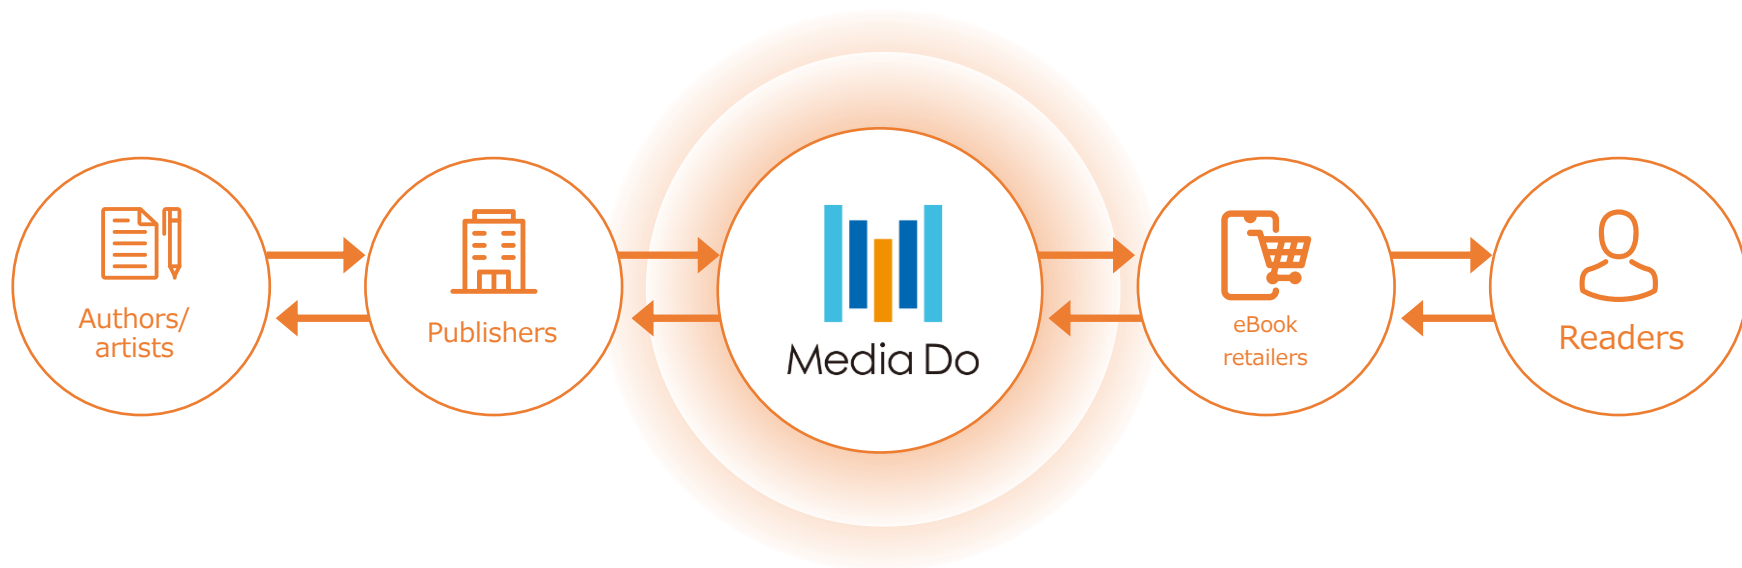 Authors/
artists
Publishers
Media Do
eBook
retailers
Readers